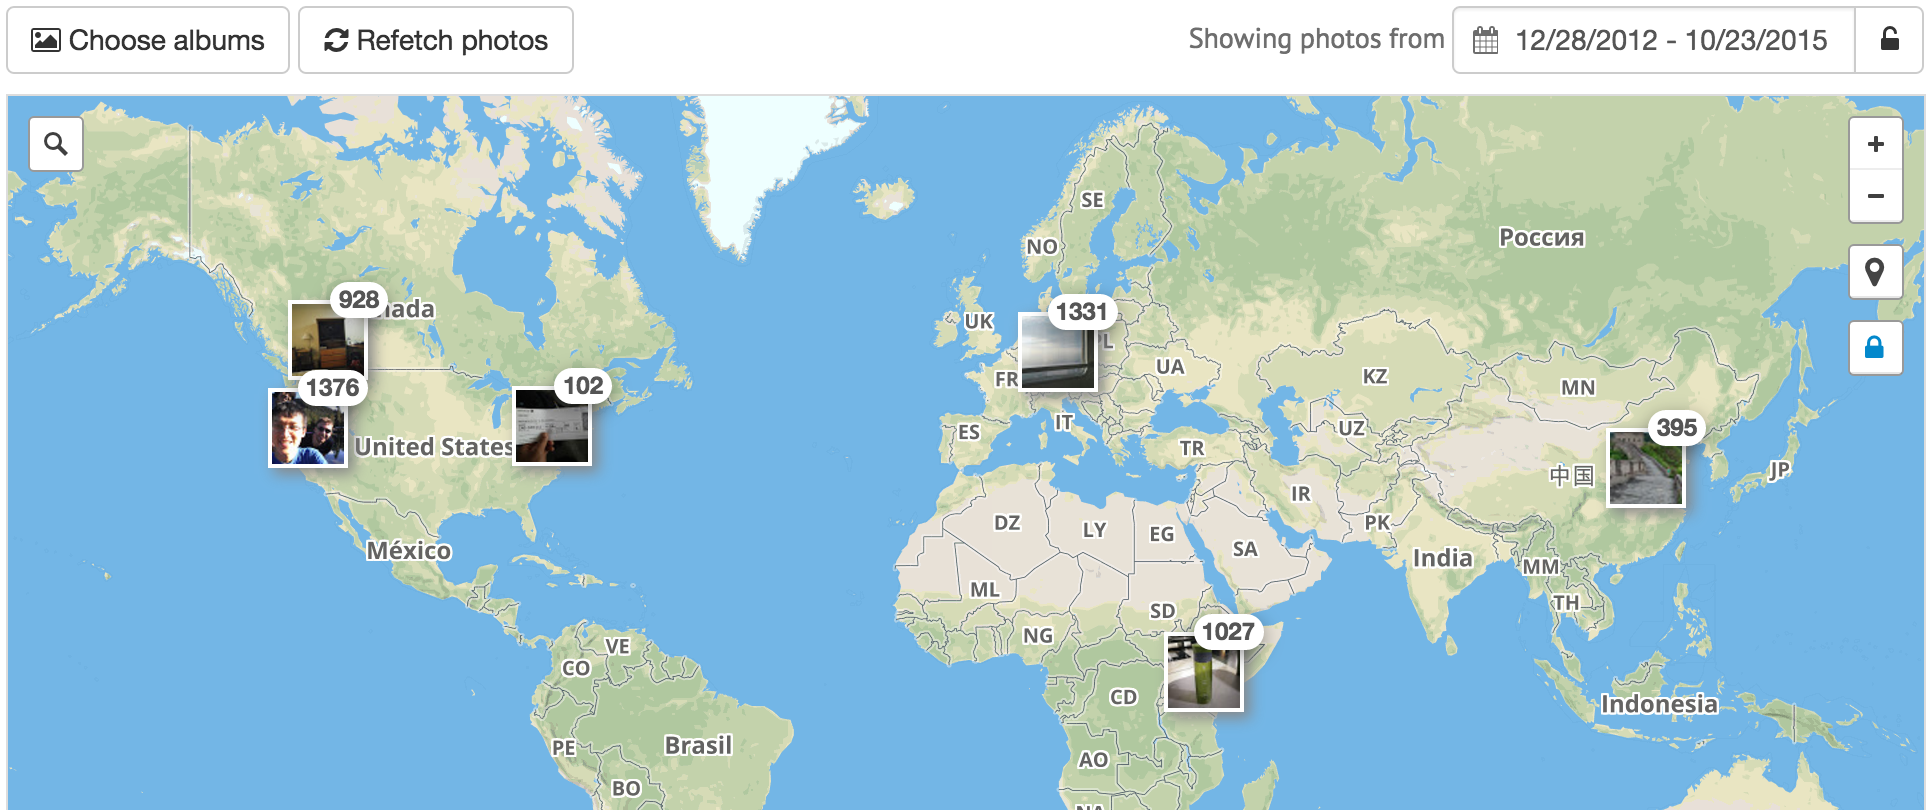 Choose albums
Refetch photos
Showing photos from
12/28/2012 - 10/23/2015
+
−
SE
Россия
NO
928
nada
1331
UK
PL
UA
FR
KZ
1376
102
MN
IT
United States
ES
TR
UZ
395
中国
JP
IR
DZ
LY
EG
PK
México
SA
India
MM
ML
SD
TH
NG
1027
VE
CO
CD
Indonesia
Brasil
PE
AO
BO
NA